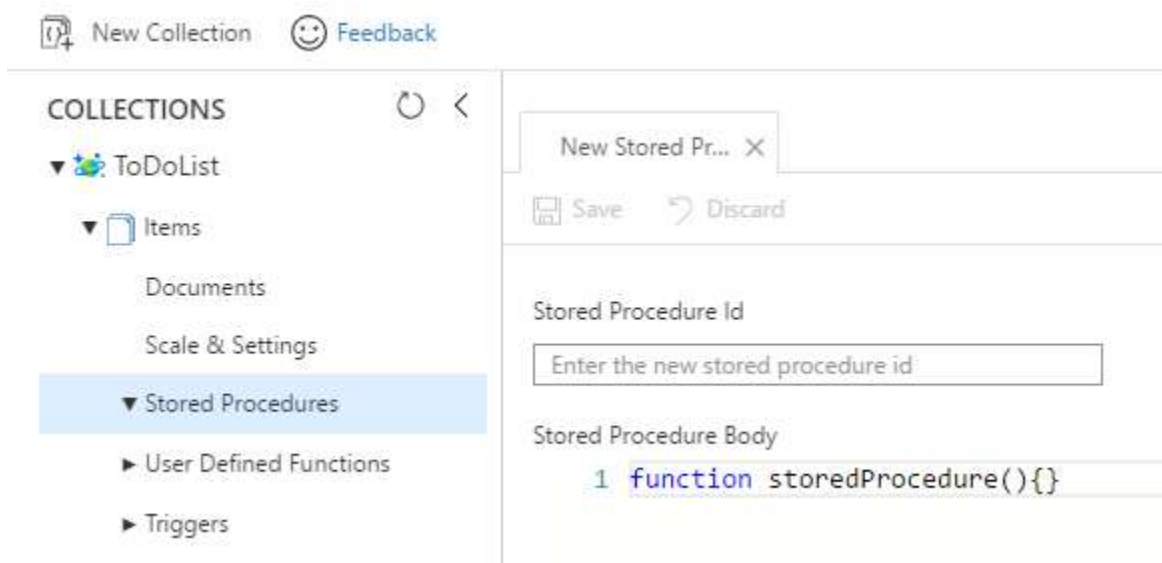 New Collection Feedback
COLLECTIONS
ToDoList
Items
Documents
Scale & Settings
Stored Procedures
User Defined Functions
Triggers
New Stored Pr...
Save Discard
Stored Procedure Id
Enter the new stored procedure id
Stored Procedure Body
1 function storedProcedure(){}